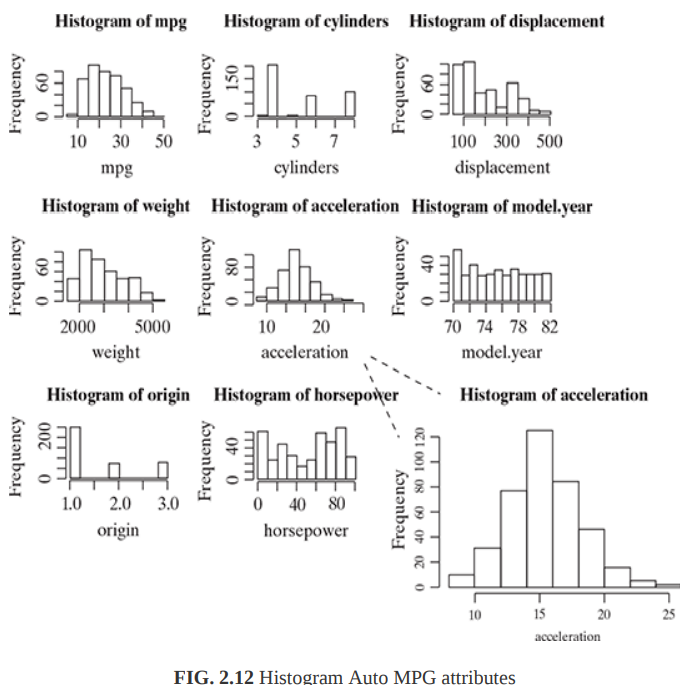 Histogram of mpg Histogram of cylinders Histogram of displacement
Frequency
0 60
10 30 50
mpg
Frequency
0 150
3 5 7
cylinders
Frequency
0 60
100 300 500
displacement
Histogram of weight Histogram of acceleration Histogram of model.year
Frequency
0 60
2000 5000
weight
Frequency
0 80
10 20
acceleration
Frequency
0 40
70 74 78 82
model.year
Histogram of origin Histogram of horsepower Histogram of acceleration
Frequency
0 200
1.0 2.0 3.0
origin
Frequency
0 40
0 40 80
horsepower
Frequency
0 20 40 60 80 100 120
10 15 20 25
acceleration
FIG. 2.12 Histogram Auto MPG attributes